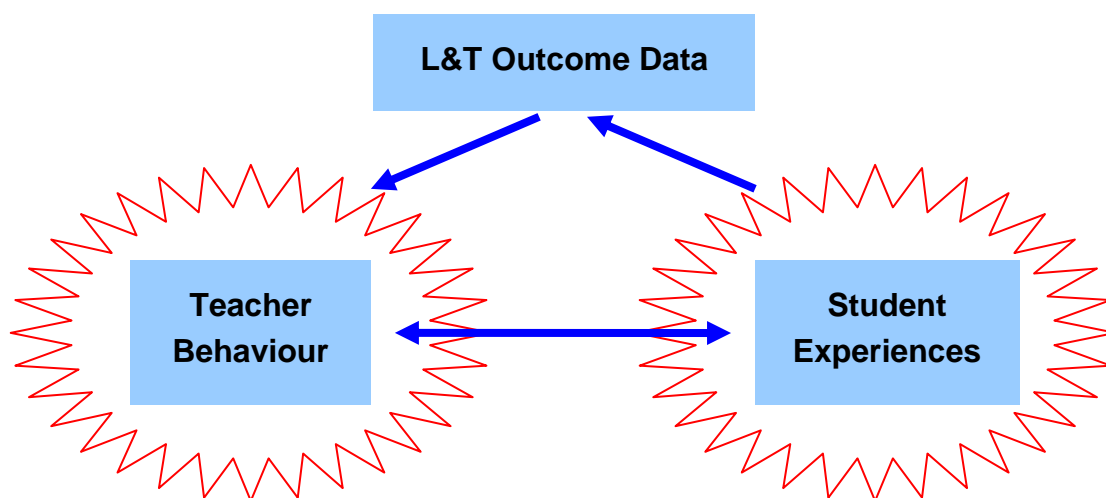 L&T Outcome Data
Teacher
Behaviour
Student
Experiences